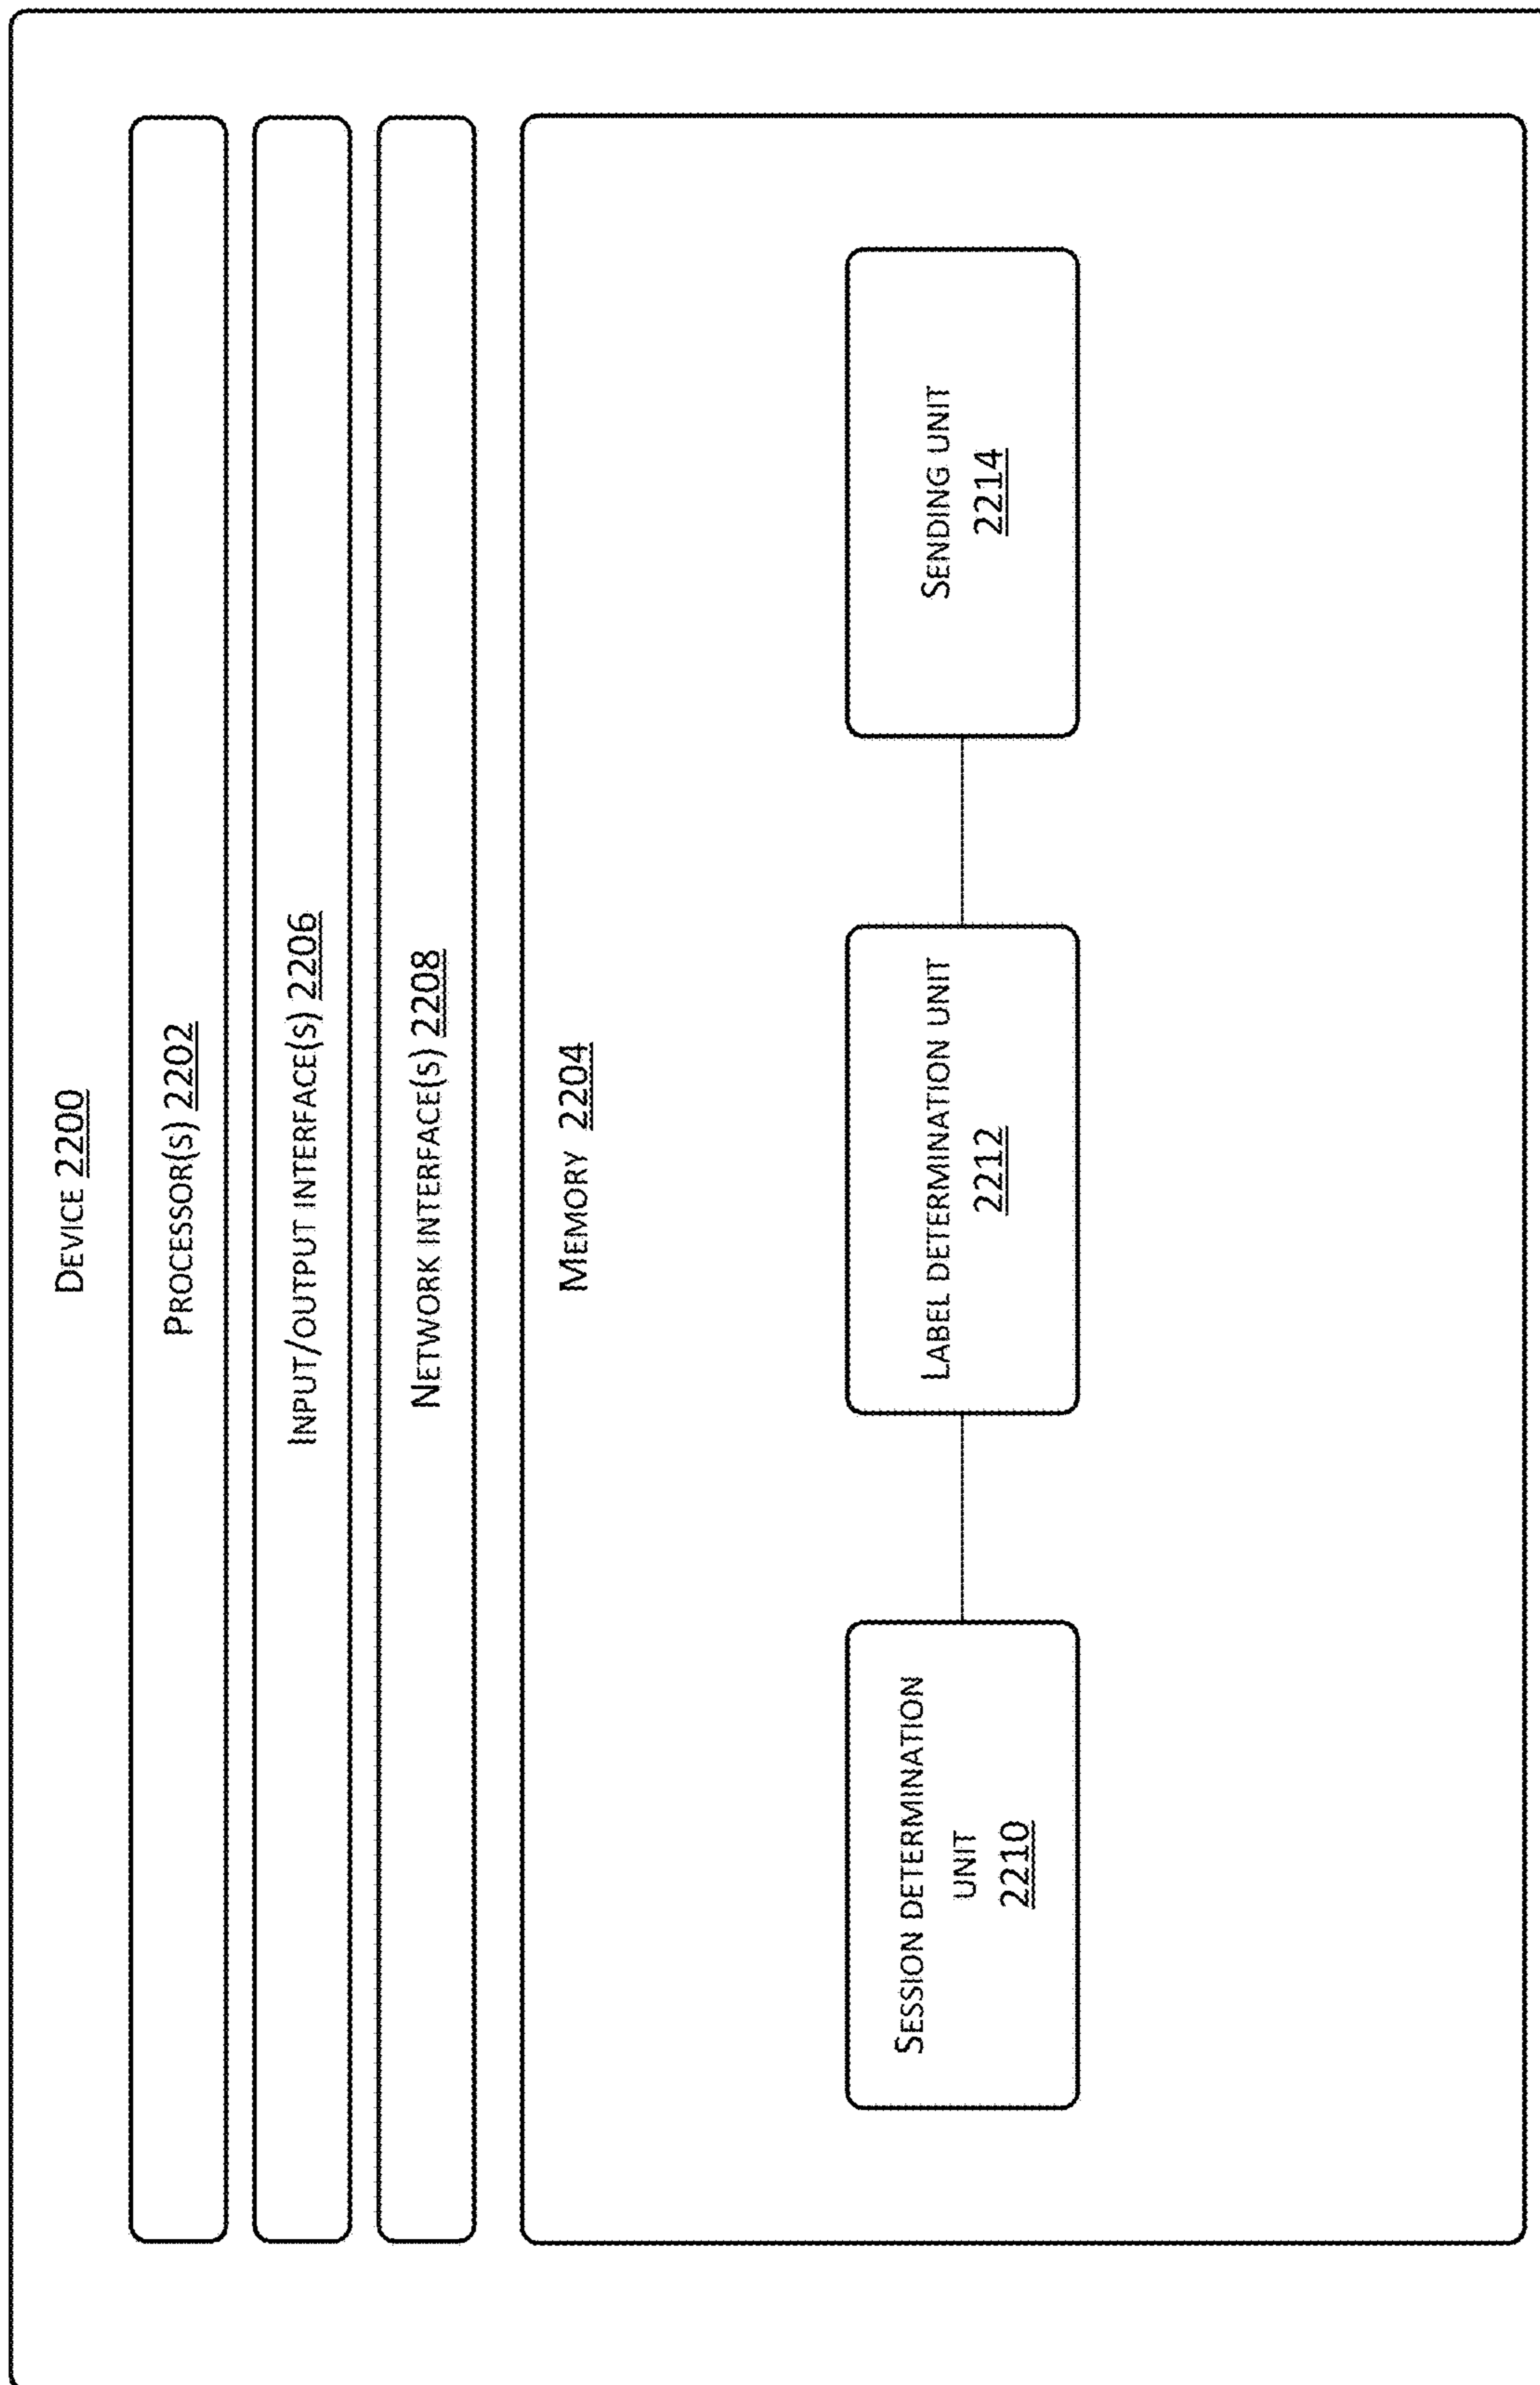 DEVICE 2200
PROCESSOR(S) 2202
INPUT/OUTPUT INTERFACE(S) 2206
NETWORK INTERFACE(S) 2208
MEMORY 2204
SESSION DETERMINATION
UNIT
2210
LABEL DETERMINATION UNIT
2212
SENDING UNIT
2214